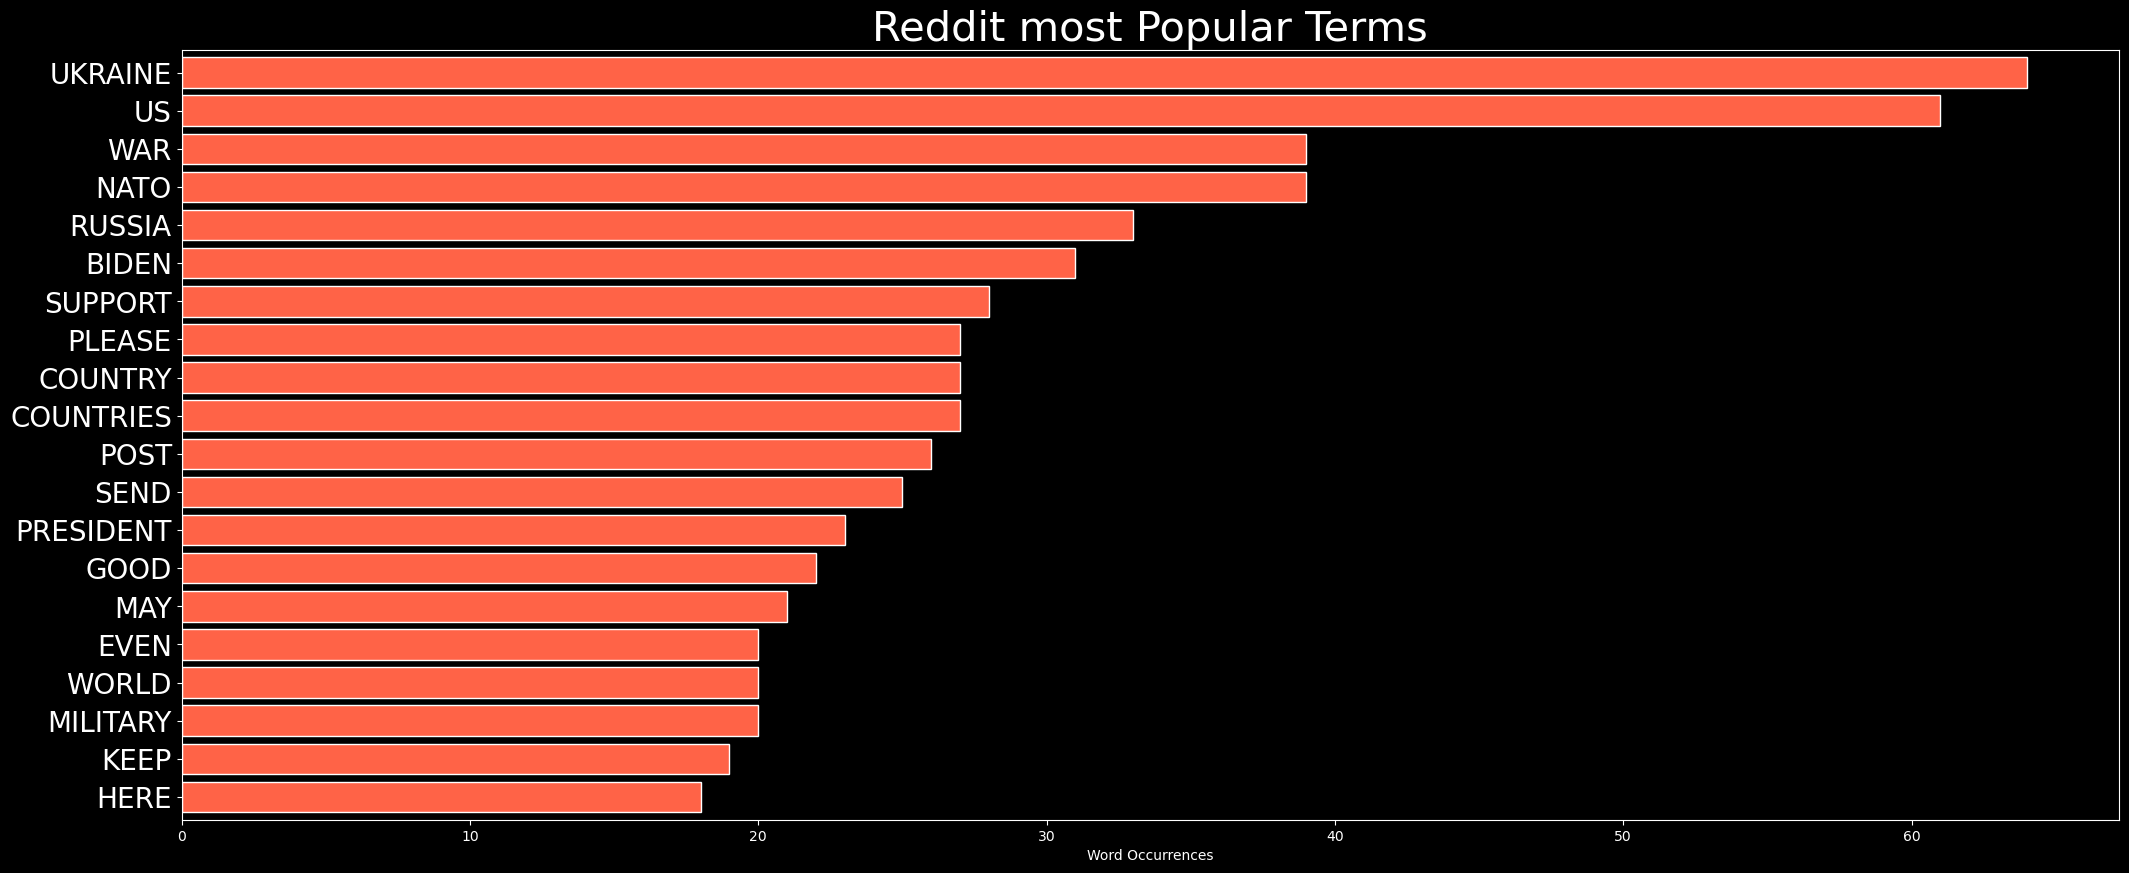 Reddit most Popular Terms
UKRAINE
US
WAR
NATO
RUSSIA
BIDEN
SUPPORT
PLEASE
COUNTRY
COUNTRIES
POST
SEND
PRESIDENT
GOOD
MAY
EVEN
WORLD
MILITARY
KEEP
HERE
0 10 20 30 40 50 60
Word Occurrences